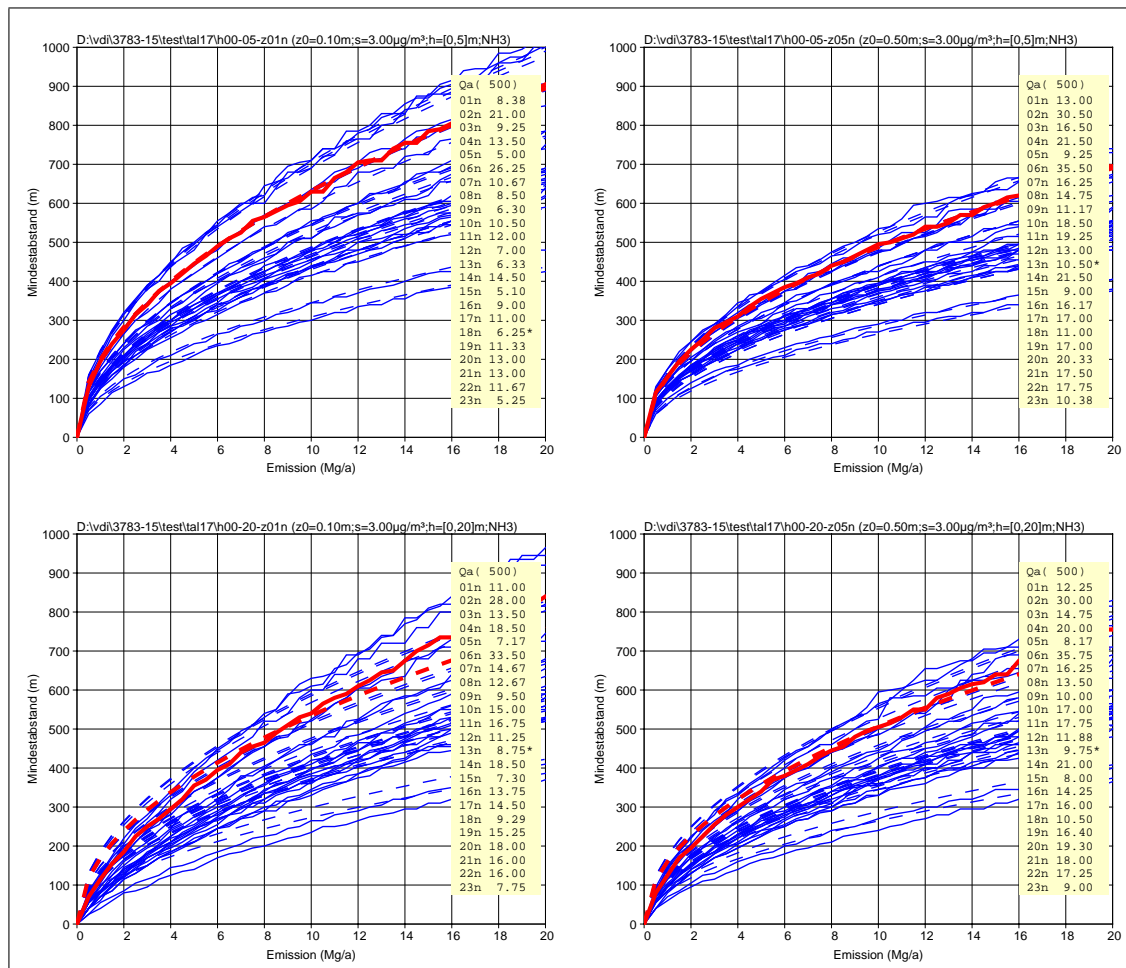 D:\vdi\3783-15\test\tal17\h00-05-z01n (z0=0.10m;s=3.00µg/m³;h=[0,5]m;NH3)
1000
900
800
700
600
500
400
300
200
100
0
Mindestabstand (m)
0 2 4 6 8 10 12 14 16 18 20
Emission (Mg/a)
Qa( 500)
01n 8.38
02n 21.00
03n 9.25
04n 13.50
05n 5.00
06n 26.25
07n 10.67
08n 8.50
09n 6.30
10n 10.50
11n 12.00
12n 7.00
13n 6.33
14n 14.50
15n 5.10
16n 9.00
17n 11.00
18n 6.25*
19n 11.33
20n 13.00
21n 13.00
22n 11.67
23n 5.25
D:\vdi\3783-15\test\tal17\h00-05-z05n (z0=0.50m;s=3.00µg/m³;h=[0,5]m;NH3)
1000
900
800
700
600
500
400
300
200
100
0
Mindestabstand (m)
0 2 4 6 8 10 12 14 16 18 20
Emission (Mg/a)
Qa( 500)
01n 13.00
02n 30.50
03n 16.50
04n 21.50
05n 9.25
06n 35.50
07n 16.25
08n 14.75
09n 11.17
10n 18.50
11n 19.25
12n 13.00
13n 10.50*
14n 21.50
15n 9.00
16n 16.17
17n 17.00
18n 11.00
19n 17.00
20n 20.33
21n 17.50
22n 17.75
23n 10.38
D:\vdi\3783-15\test\tal17\h00-20-z01n (z0=0.10m;s=3.00µg/m³;h=[0,20]m;NH3)
1000
900
800
700
600
500
400
300
200
100
0
Mindestabstand (m)
0 2 4 6 8 10 12 14 16 18 20
Emission (Mg/a)
Qa( 500)
01n 11.00
02n 28.00
03n 13.50
04n 18.50
05n 7.17
06n 33.50
07n 14.67
08n 12.67
09n 9.50
10n 15.00
11n 16.75
12n 11.25
13n 8.75*
14n 18.50
15n 7.30
16n 13.75
17n 14.50
18n 9.29
19n 15.25
20n 18.00
21n 16.00
22n 16.00
23n 7.75
D:\vdi\3783-15\test\tal17\h00-20-z05n (z0=0.50m;s=3.00µg/m³;h=[0,20]m;NH3)
1000
900
800
700
600
500
400
300
200
100
0
Mindestabstand (m)
0 2 4 6 8 10 12 14 16 18 20
Emission (Mg/a)
Qa( 500)
01n 12.25
02n 30.00
03n 14.75
04n 20.00
05n 8.17
06n 35.75
07n 16.25
08n 13.50
09n 10.00
10n 17.00
11n 17.75
12n 11.88
13n 9.75*
14n 21.00
15n 8.00
16n 14.25
17n 16.00
18n 10.50
19n 16.40
20n 19.30
21n 18.00
22n 17.25
23n 9.00